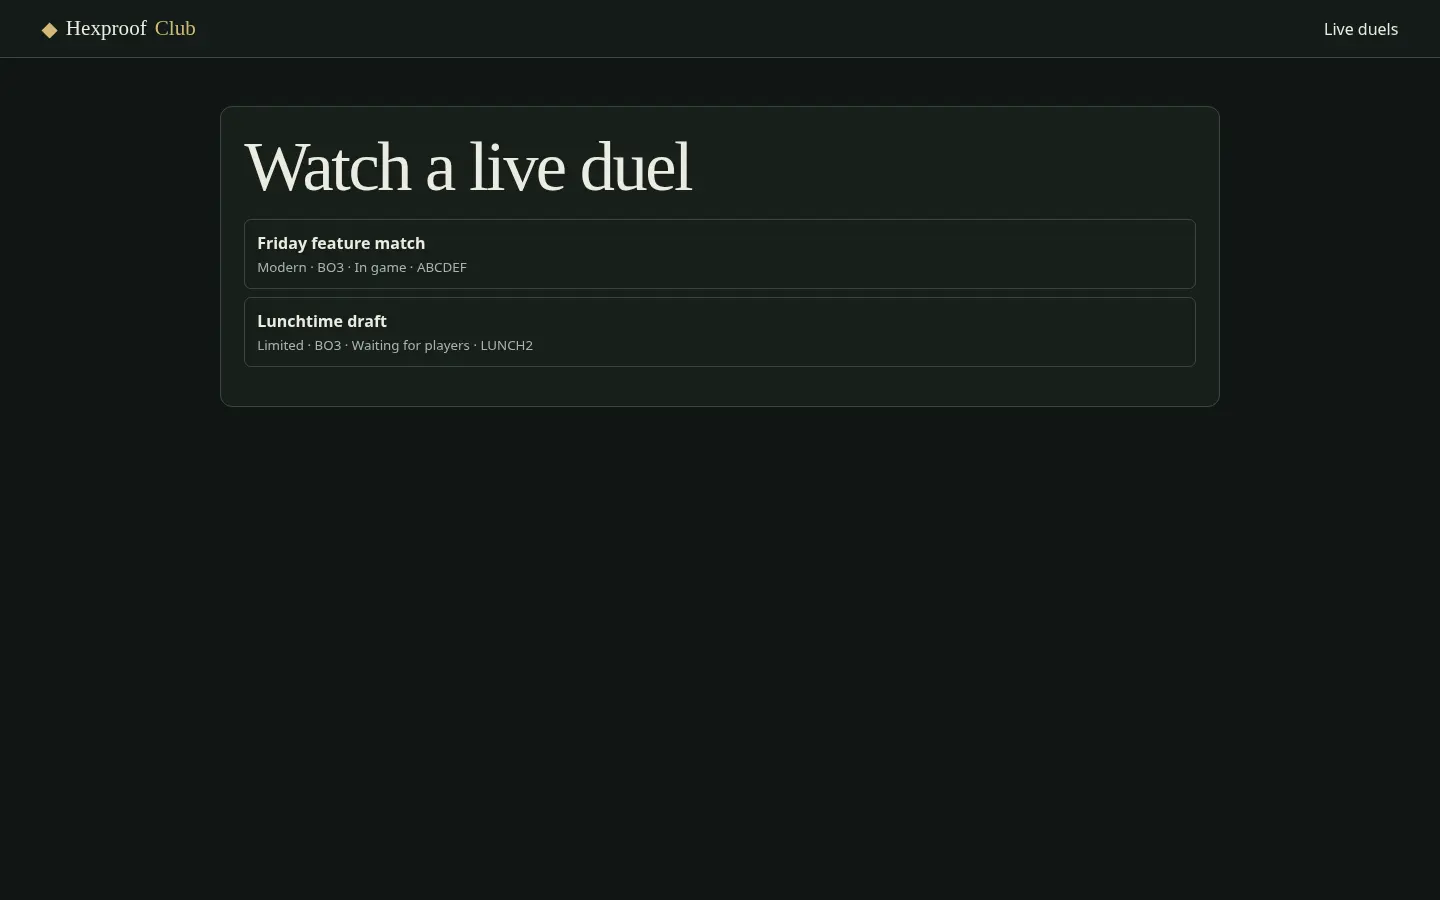 Hexproof Club
Live duels
Watch a live duel
Friday feature match
Modern · BO3 · In game · ABCDEF
Lunchtime draft
Limited · BO3 · Waiting for players · LUNCH2